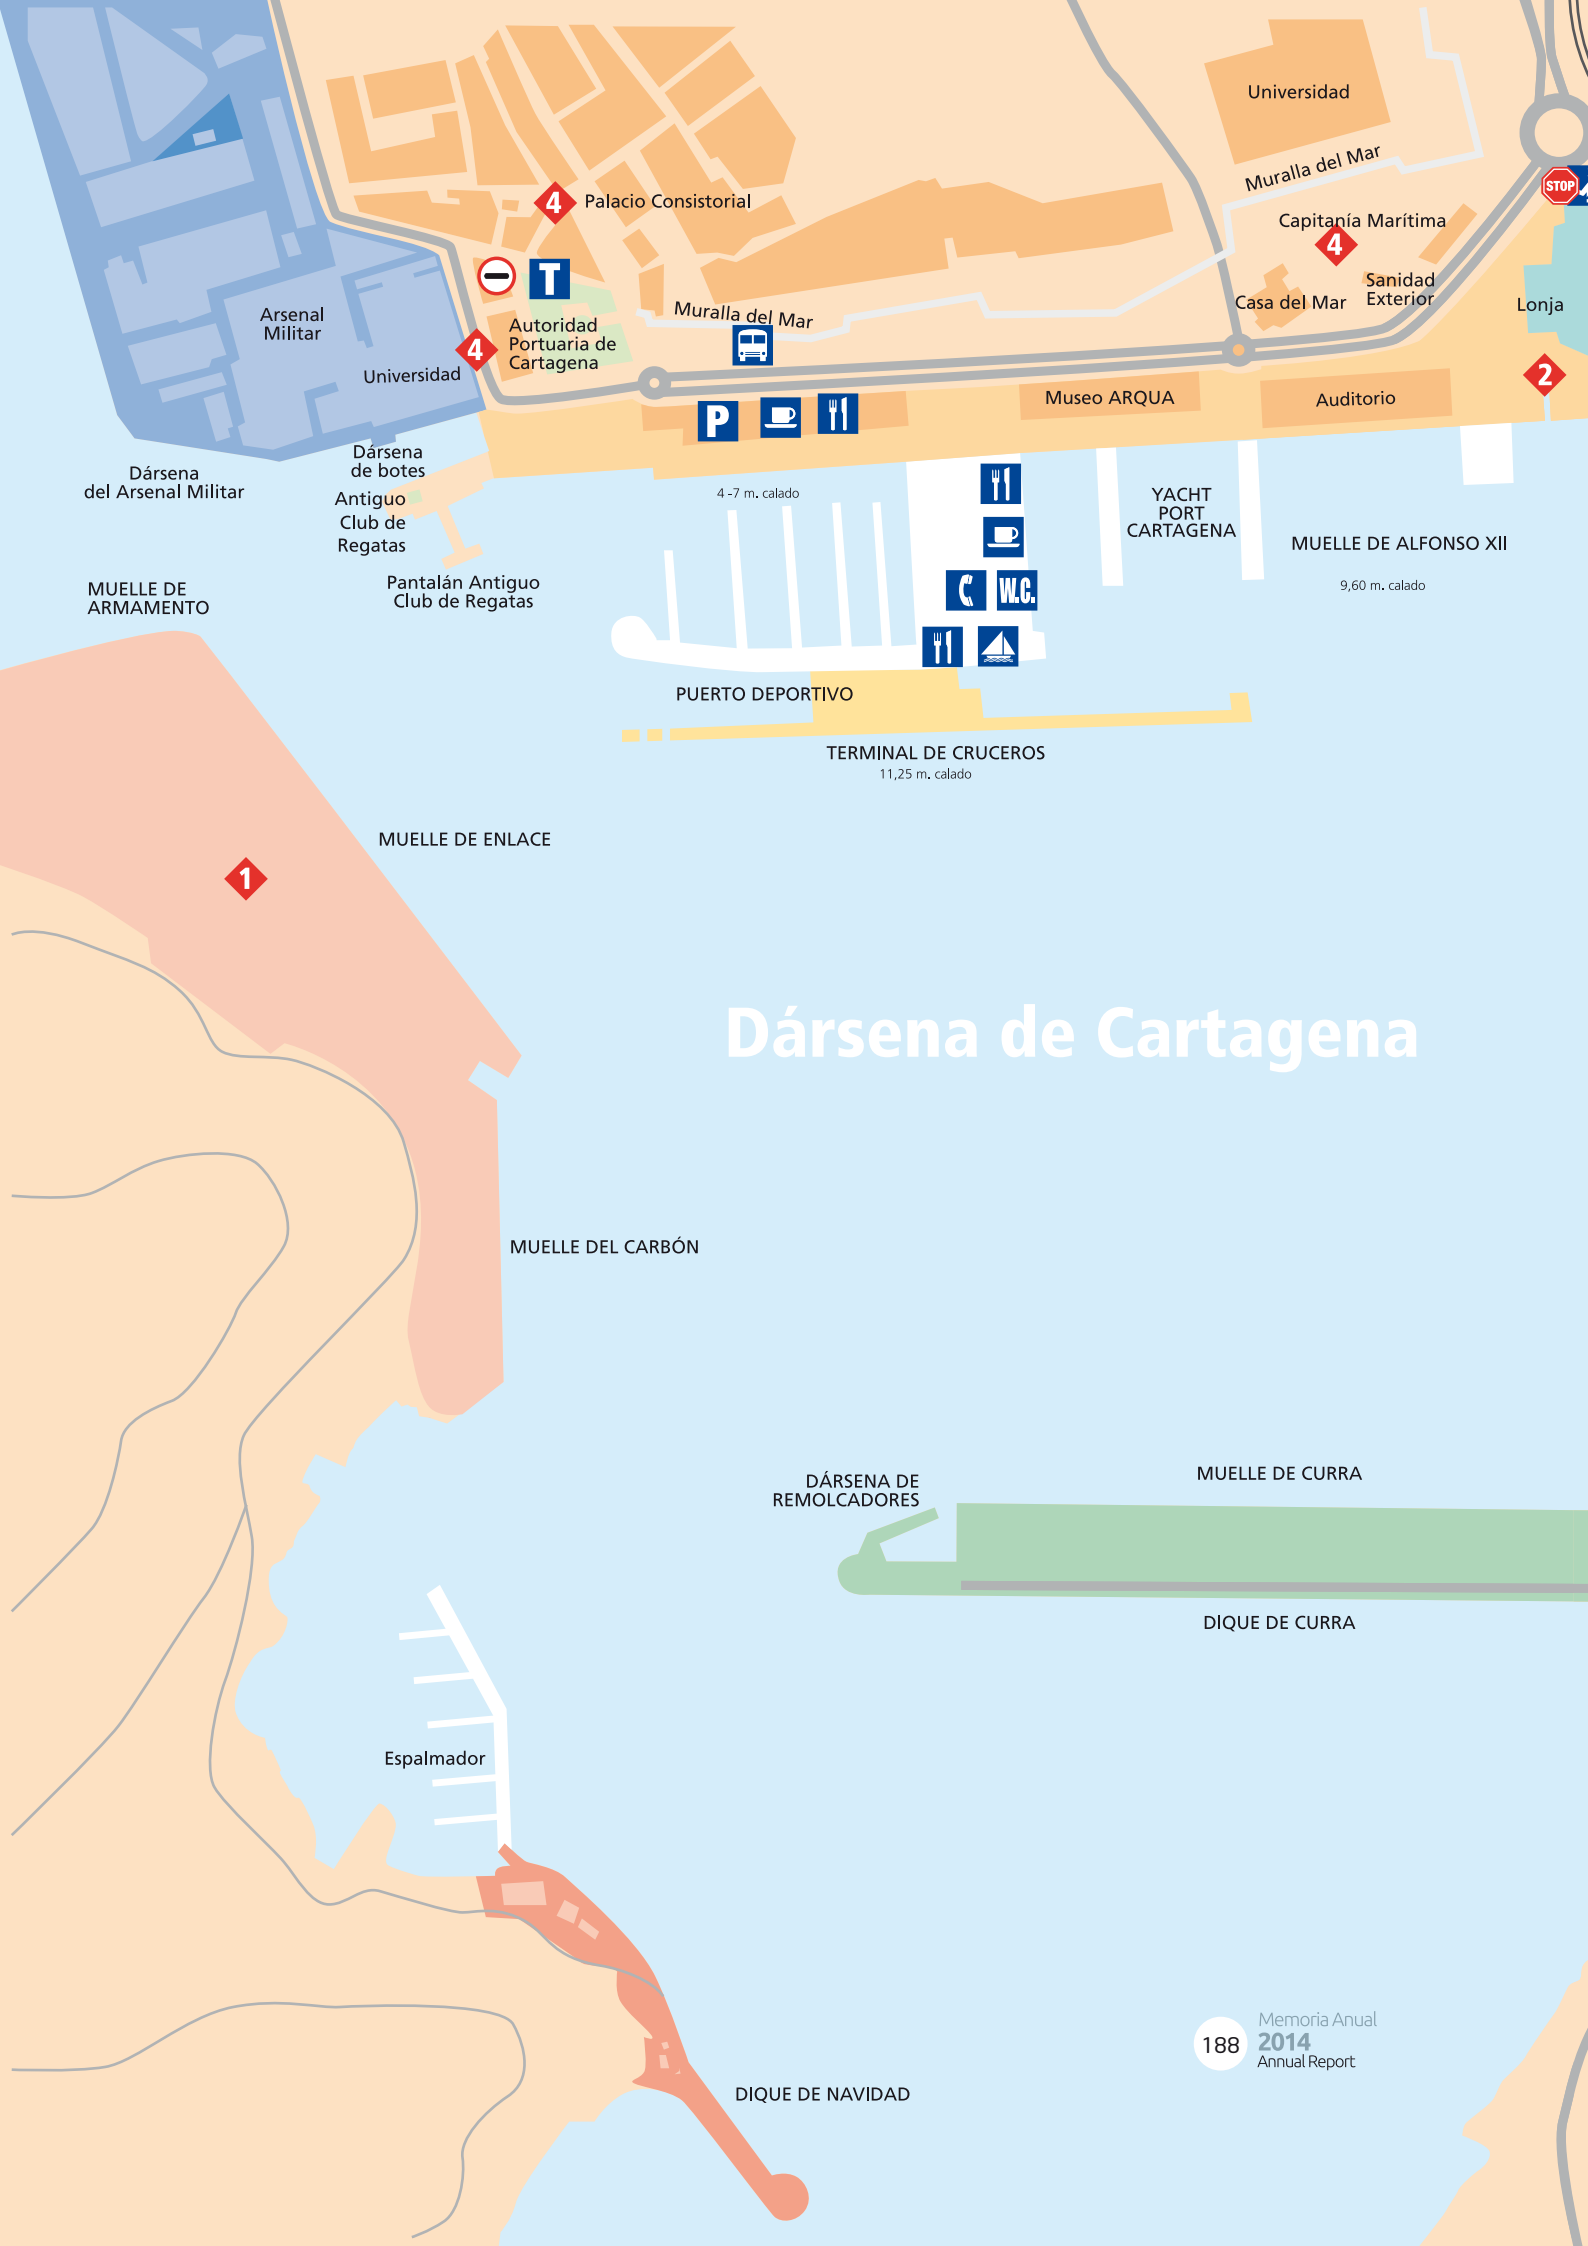 Universidad
Muralla del Mar
STOP
4
Palacio Consistorial
Capitanía Marítima
4
T
Sanidad
Exterior
Casa del Mar
Lonja
Arsenal
Militar
Muralla del Mar
Autoridad
Portuaria de
Cartagena
4
Universidad
2
Museo ARQUA
Auditorio
P
Dársena
de botes
Dársena
del Arsenal Militar
4 -7 m. calado
Antiguo
Club de
Regatas
YACHT
PORT
CARTAGENA
MUELLE DE ALFONSO XII
9,60 m. calado
MUELLE DE
ARMAMENTO
Pantalán Antiguo
Club de Regatas
W.C.
PUERTO DEPORTIVO
TERMINAL DE CRUCEROS
11,25 m. calado
MUELLE DE ENLACE
1
Dársena de Cartagena
MUELLE DEL CARBÓN
DÁRSENA DE
REMOLCADORES
MUELLE DE CURRA
DIQUE DE CURRA
Espalmador
188
Memoria Anual
2014
Annual Report
DIQUE DE NAVIDAD